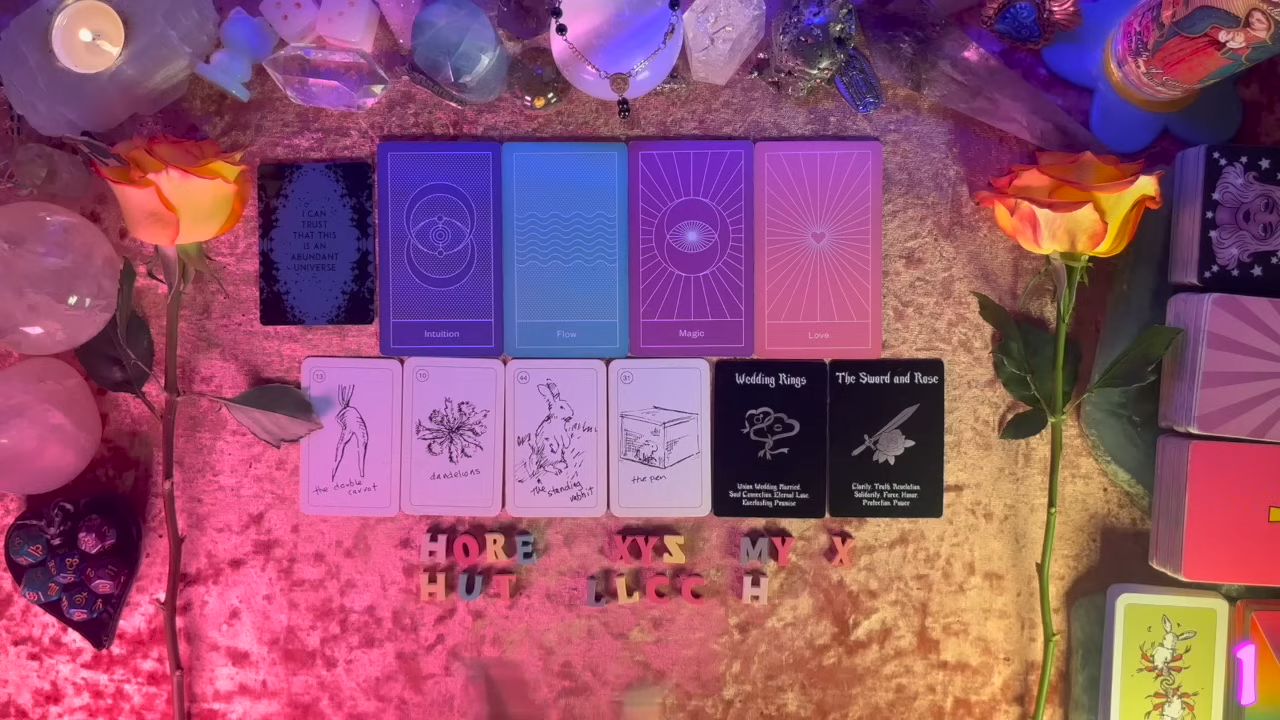 I CAN
TRUST
THAT THIS
IS AN
ABUNDANT
UNIVERSE
Intuition
Flow
Magic
Love
13
the double
carrot
10
dandelions
44
the standing
rabbit
31
the pen
Wedding Rings
Union, Wedding, Married,
Soul Connection, Eternal Love,
Everlasting Promise
The Sword and Rose
Clarity, Truth, Revelation,
Solidarity, Force, Honor,
Protection, Power
HORE XYZ MY X
HUT LLCC H
1